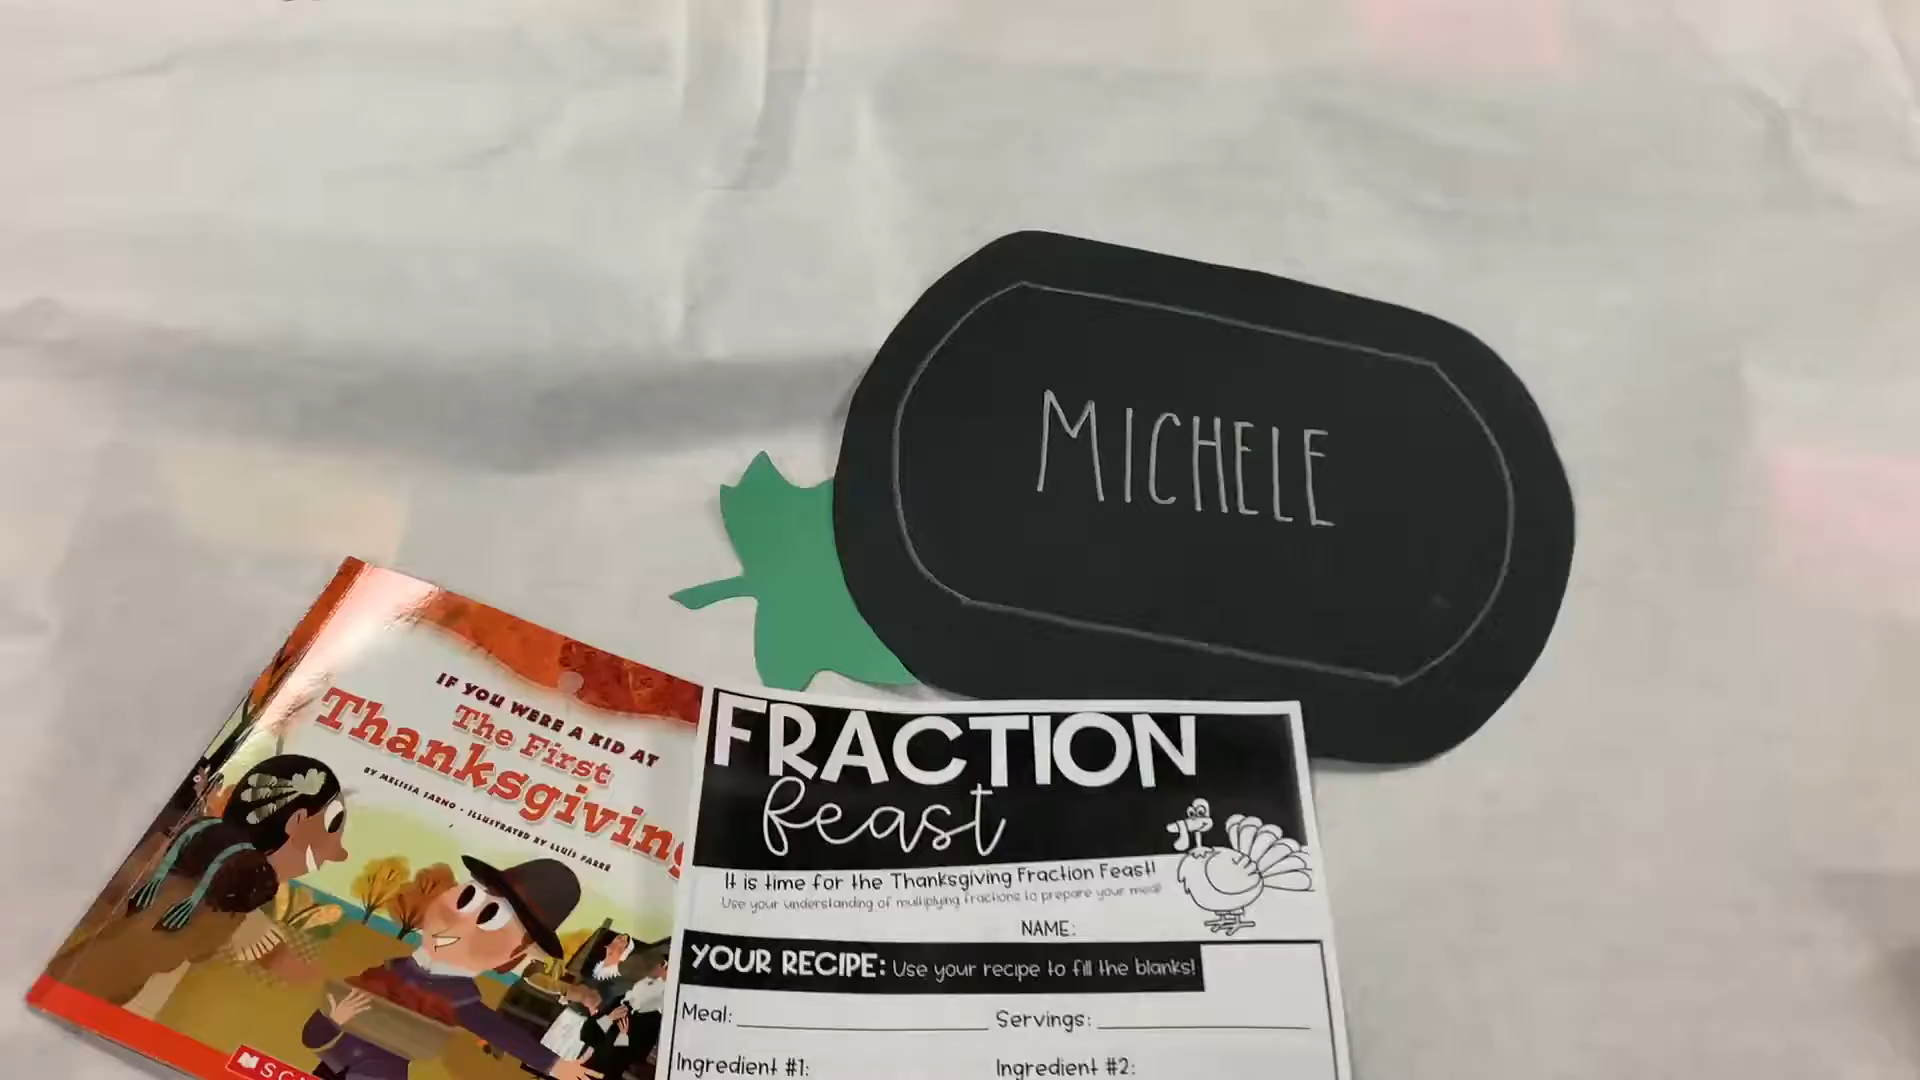 MICHELE
IF YOU WERE A KID AT
The First
Thanksgiving
BY MELISSA SARNO • ILLUSTRATED BY LLUÍS FARRÉ
FRACTION
feast
It is time for the Thanksgiving Fraction Feast!
Use your understanding of multiplying fractions to prepare your meal
NAME:
YOUR RECIPE: Use your recipe to fill the blanks!
Meal: Servings:
Ingredient #1: Ingredient #2: